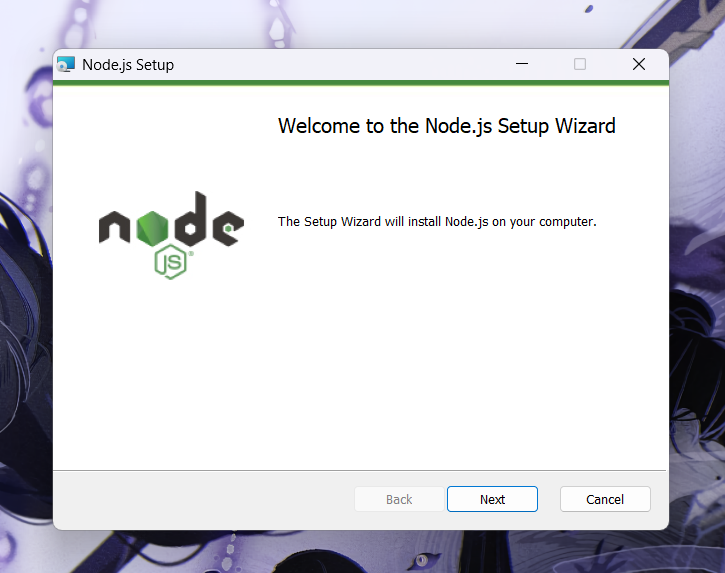 Node.js Setup
Welcome to the Node.js Setup Wizard
The Setup Wizard will install Node.js on your computer.
node
JS
Back
Next
Cancel